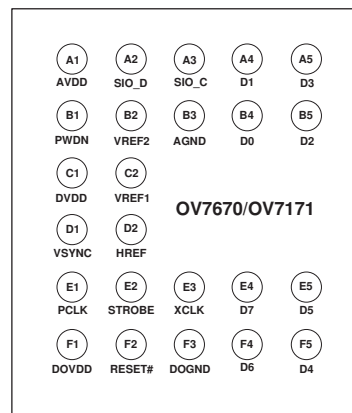 A1 A2 A3 A4 A5
AVDD SIO_D SIO_C D1 D3
B1 B2 B3 B4 B5
PWDN VREF2 AGND D0 D2
C1 C2
DVDD VREF1
OV7670/OV7171
D1 D2
VSYNC HREF
E1 E2 E3 E4 E5
PCLK STROBE XCLK D7 D5
F1 F2 F3 F4 F5
DOVDD RESET# DOGND D6 D4